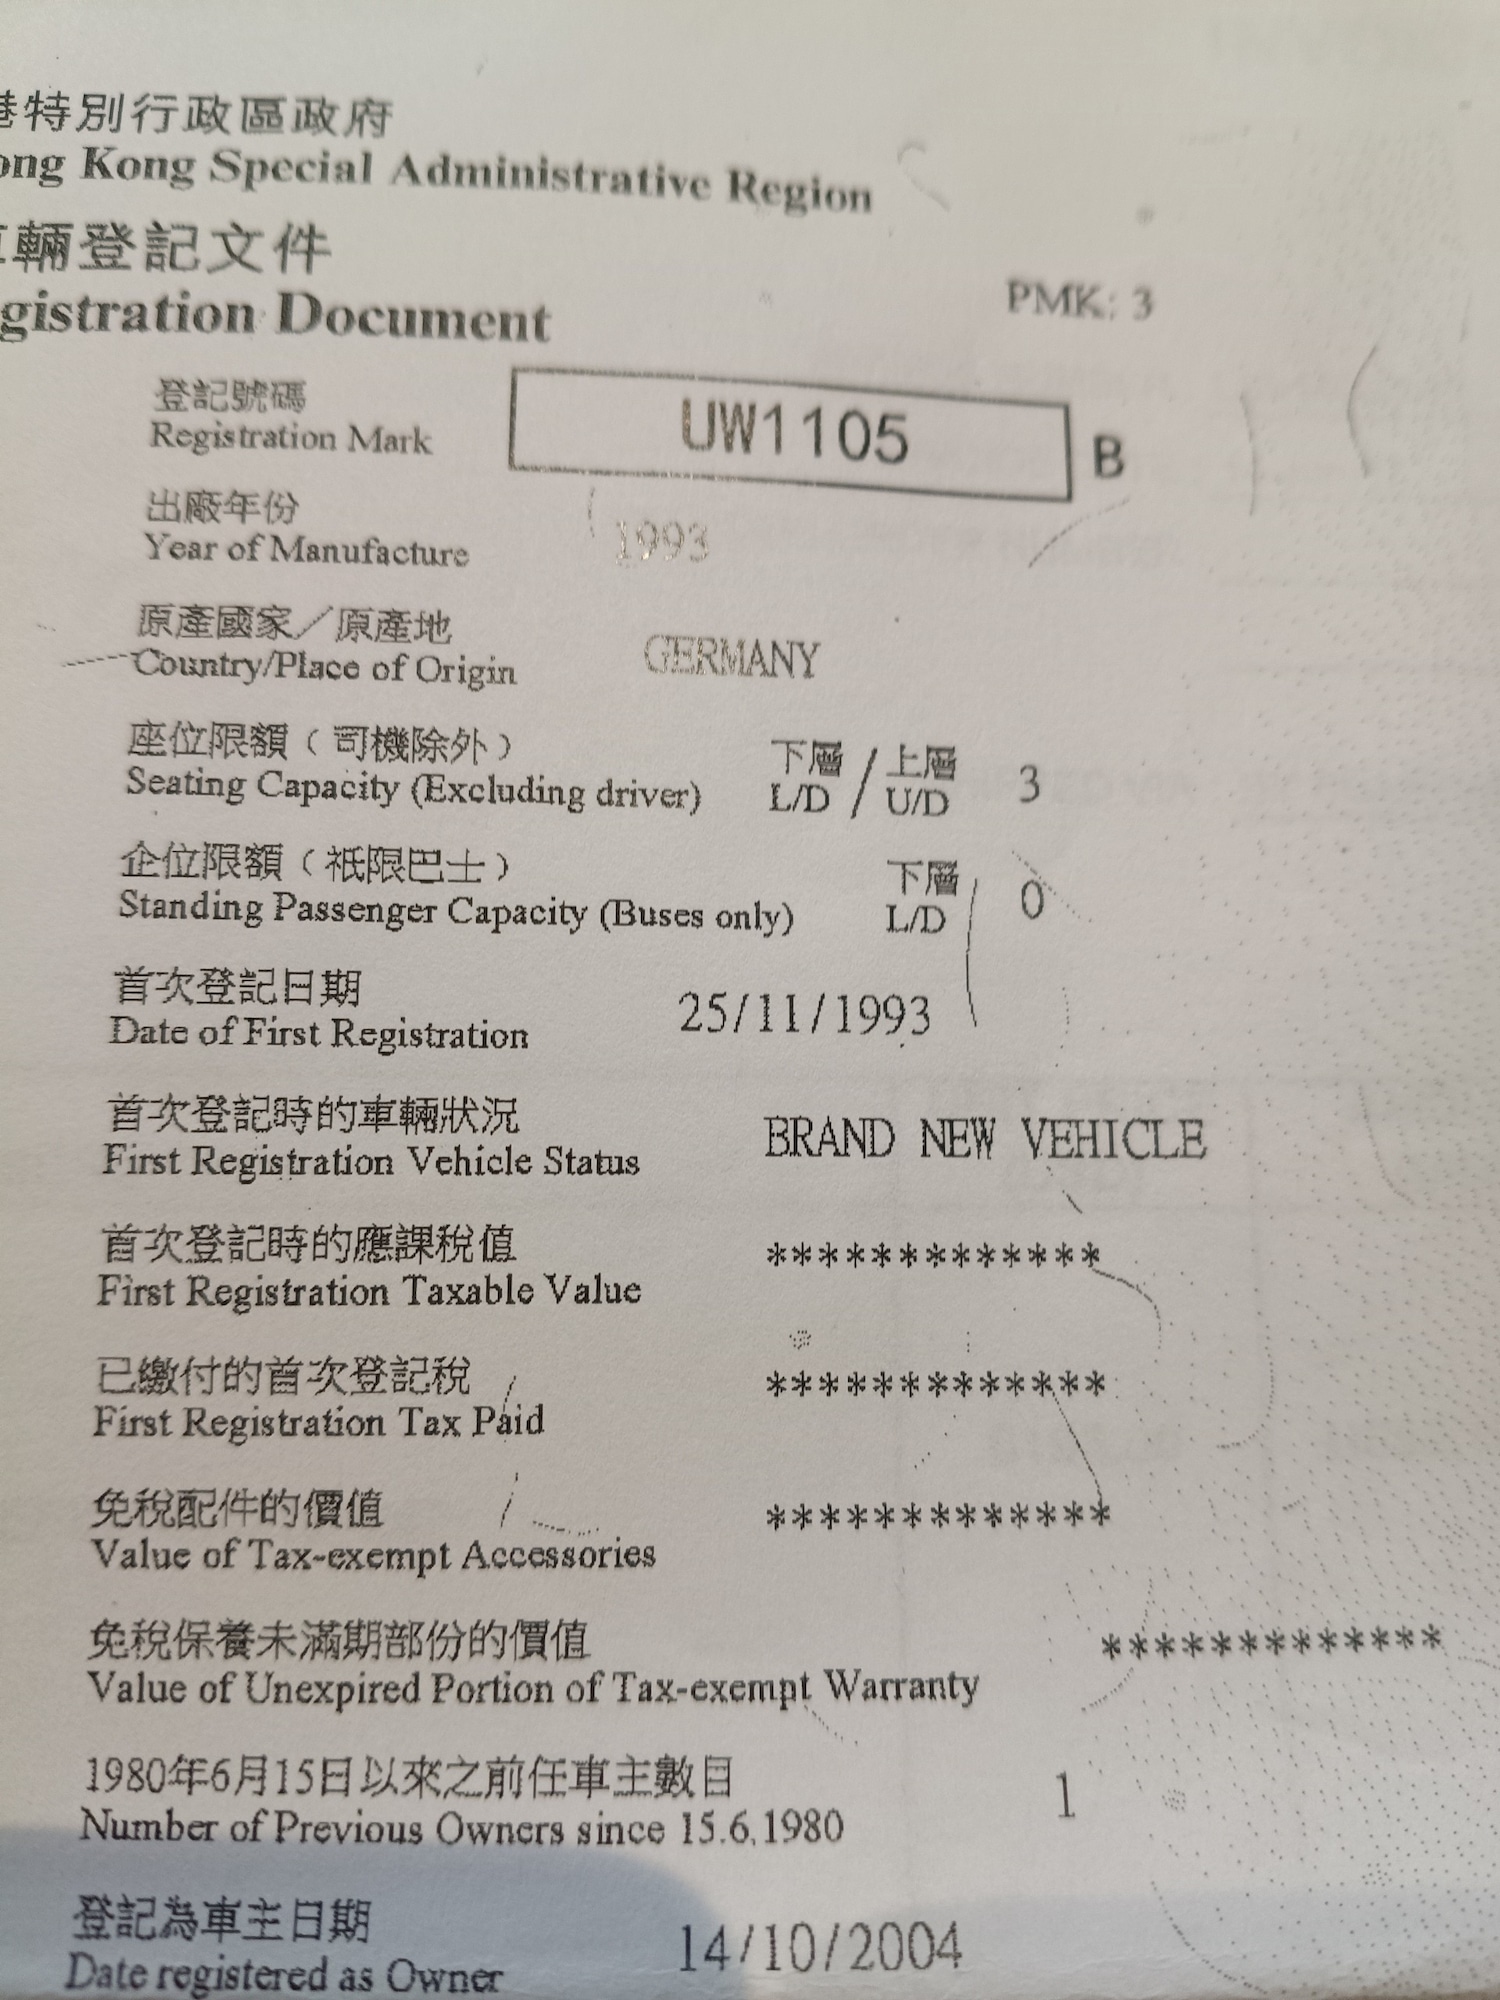 港特別行政區政府
ong Kong Special Administrative Region
輛登記文件
gistration Document
PMK: 3
登記號碼
Registration Mark
UW1105
B
出廠年份
Year of Manufacture
1993
原產國家／原產地
Country/Place of Origin
GERMANY
座位限額（司機除外）
Seating Capacity (Excluding driver)
下層 / 上層
L/D / U/D
3
企位限額（祇限巴士）
Standing Passenger Capacity (Buses only)
下層
L/D
0
首次登記日期
Date of First Registration
25/11/1993
首次登記時的車輛狀況
First Registration Vehicle Status
BRAND NEW VEHICLE
首次登記時的應課稅值
First Registration Taxable Value
*************
已繳付的首次登記稅
First Registration Tax Paid
*************
免稅配件的價值
Value of Tax-exempt Accessories
*************
免稅保養未滿期部份的價值
Value of Unexpired Portion of Tax-exempt Warranty
*************
1980年6月15日以來之前任車主數目
Number of Previous Owners since 15.6.1980
1
登記為車主日期
Date registered as Owner
14/10/2004